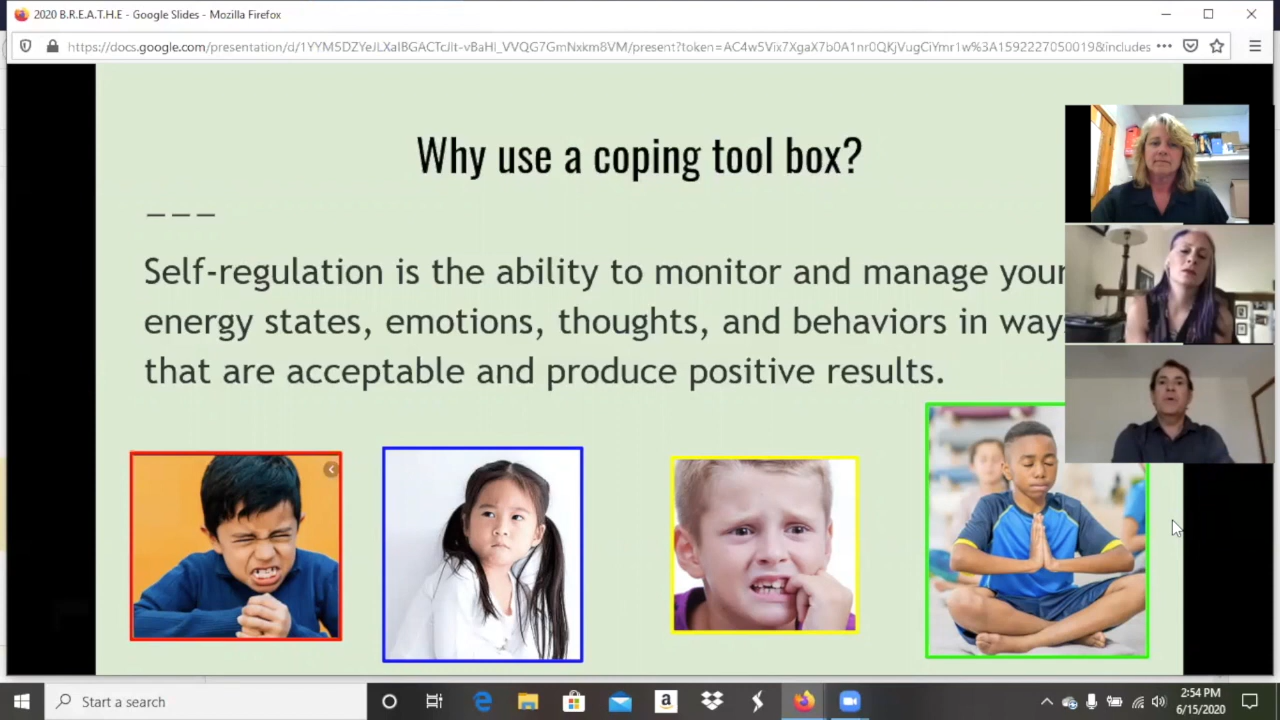 2020 B.R.E.A.T.H.E - Google Slides - Mozilla Firefox
Why use a coping tool box?
Self-regulation is the ability to monitor and manage your
energy states, emotions, thoughts, and behaviors in way
that are acceptable and produce positive results.
Start a search
2:54 PM
6/15/2020